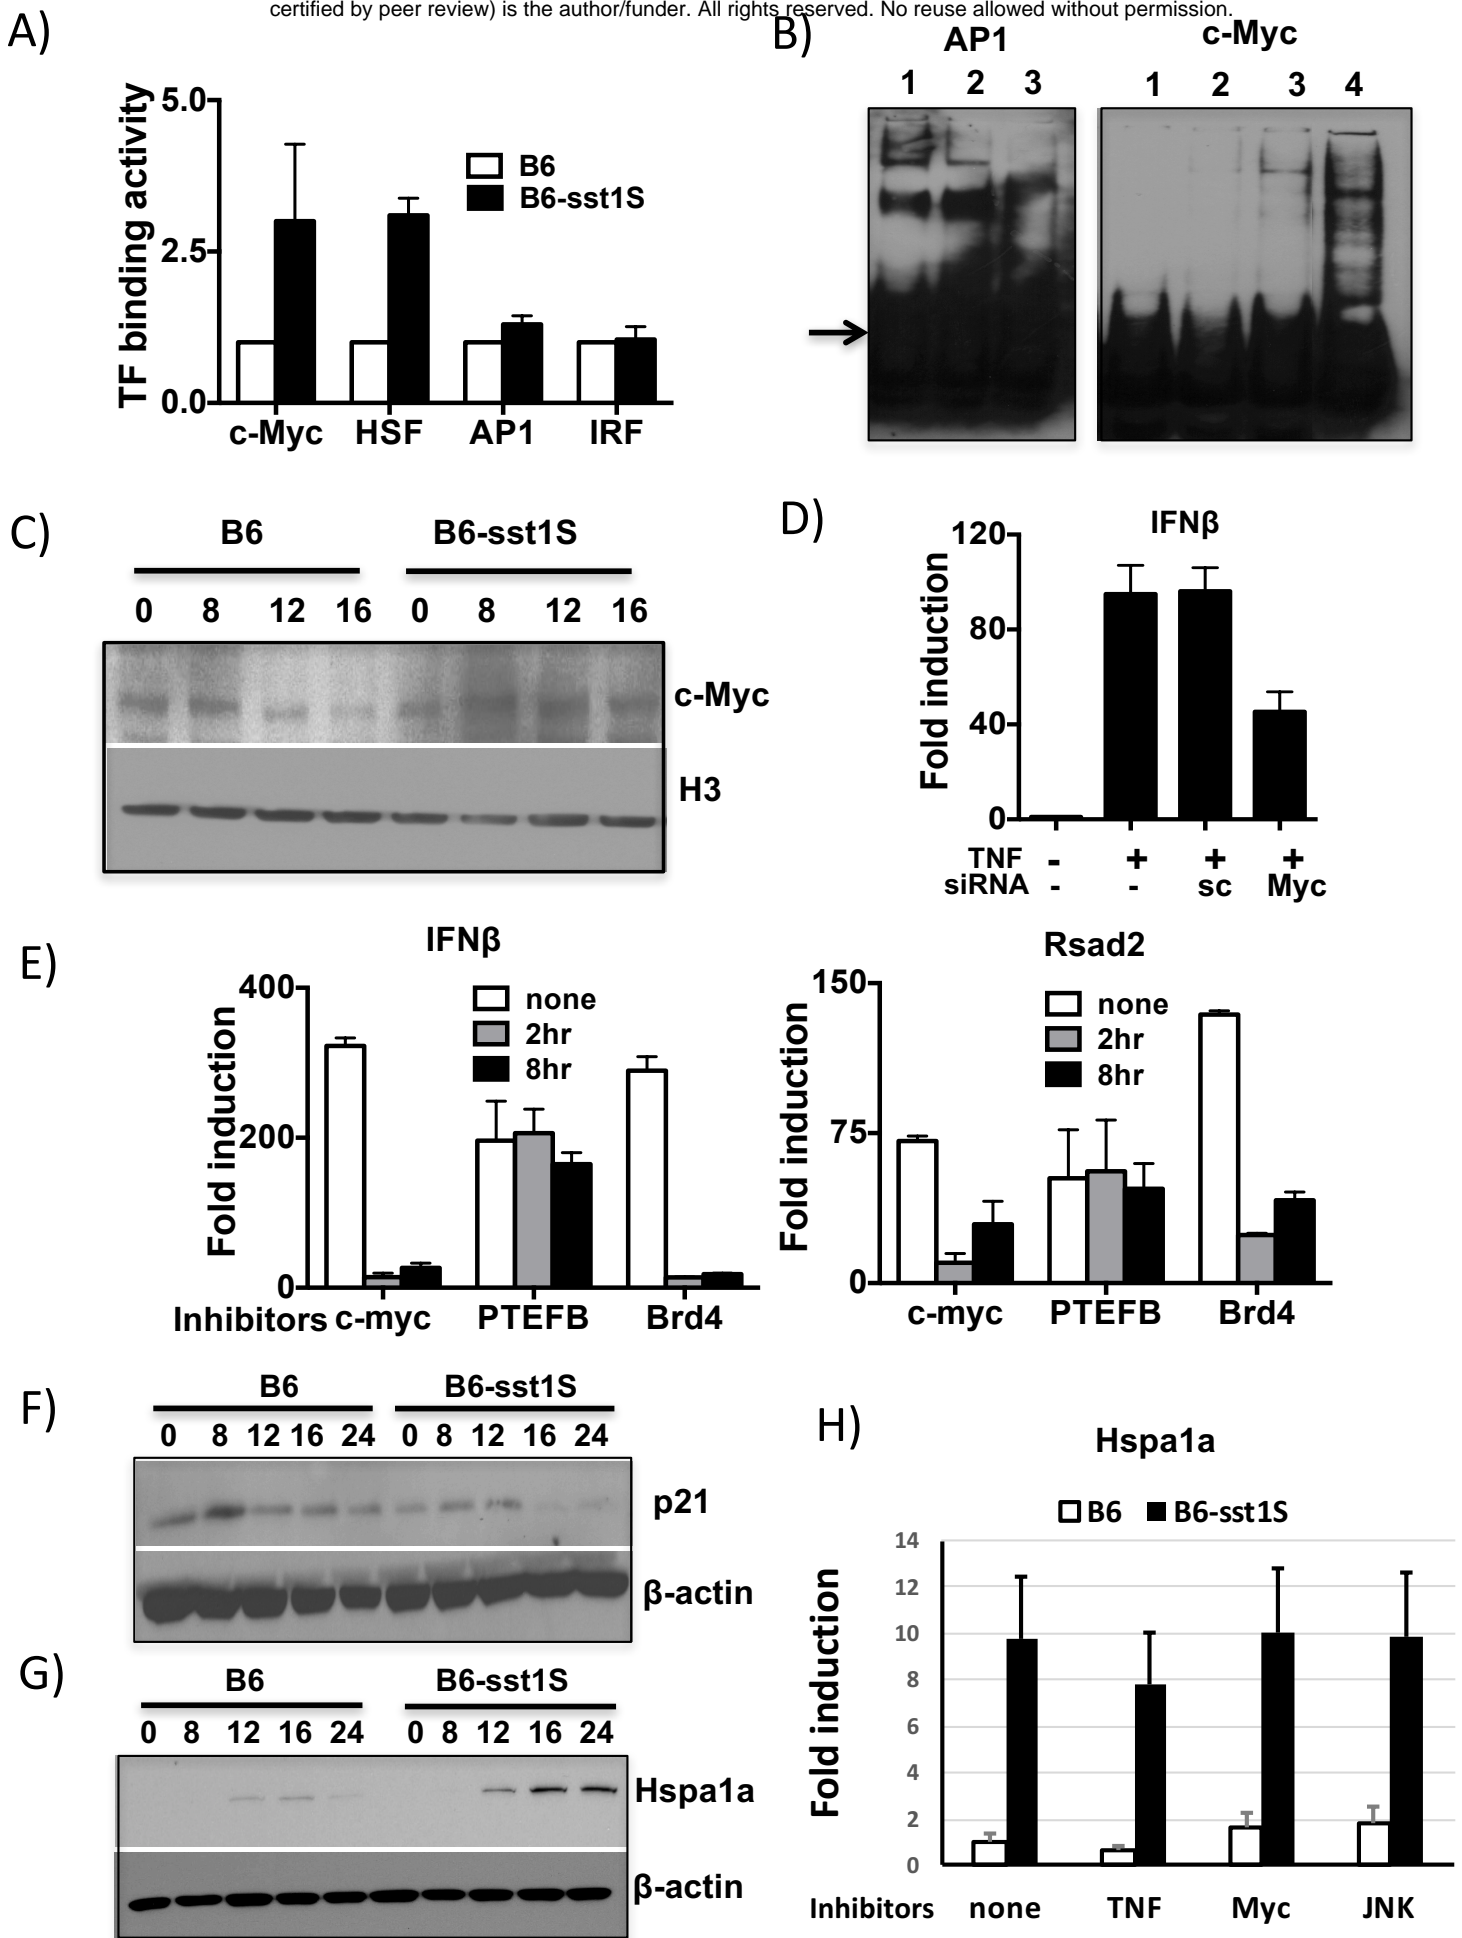 certified by peer review) is the author/funder. All rights reserved. No reuse allowed without permission.
A)
TF binding activity
5.0
2.5
0.0
B6
B6-sst1S
c-Myc HSF AP1 IRF
B)
AP1
1 2 3
c-Myc
1 2 3 4
C)
B6 B6-sst1S
0 8 12 16 0 8 12 16
c-Myc
H3
D)
IFNβ
Fold induction
120
80
40
0
TNF - + + +
siRNA - - sc Myc
E)
IFNβ
Fold induction
400
200
0
none
2hr
8hr
Inhibitors c-myc PTEFB Brd4
Rsad2
Fold induction
150
75
0
none
2hr
8hr
c-myc PTEFB Brd4
F)
B6 B6-sst1S
0 8 12 16 24 0 8 12 16 24
p21
β-actin
G)
B6 B6-sst1S
0 8 12 16 24 0 8 12 16 24
Hspa1a
β-actin
H)
Hspa1a
B6 B6-sst1S
Fold induction
14
12
10
8
6
4
2
0
Inhibitors none TNF Myc JNK